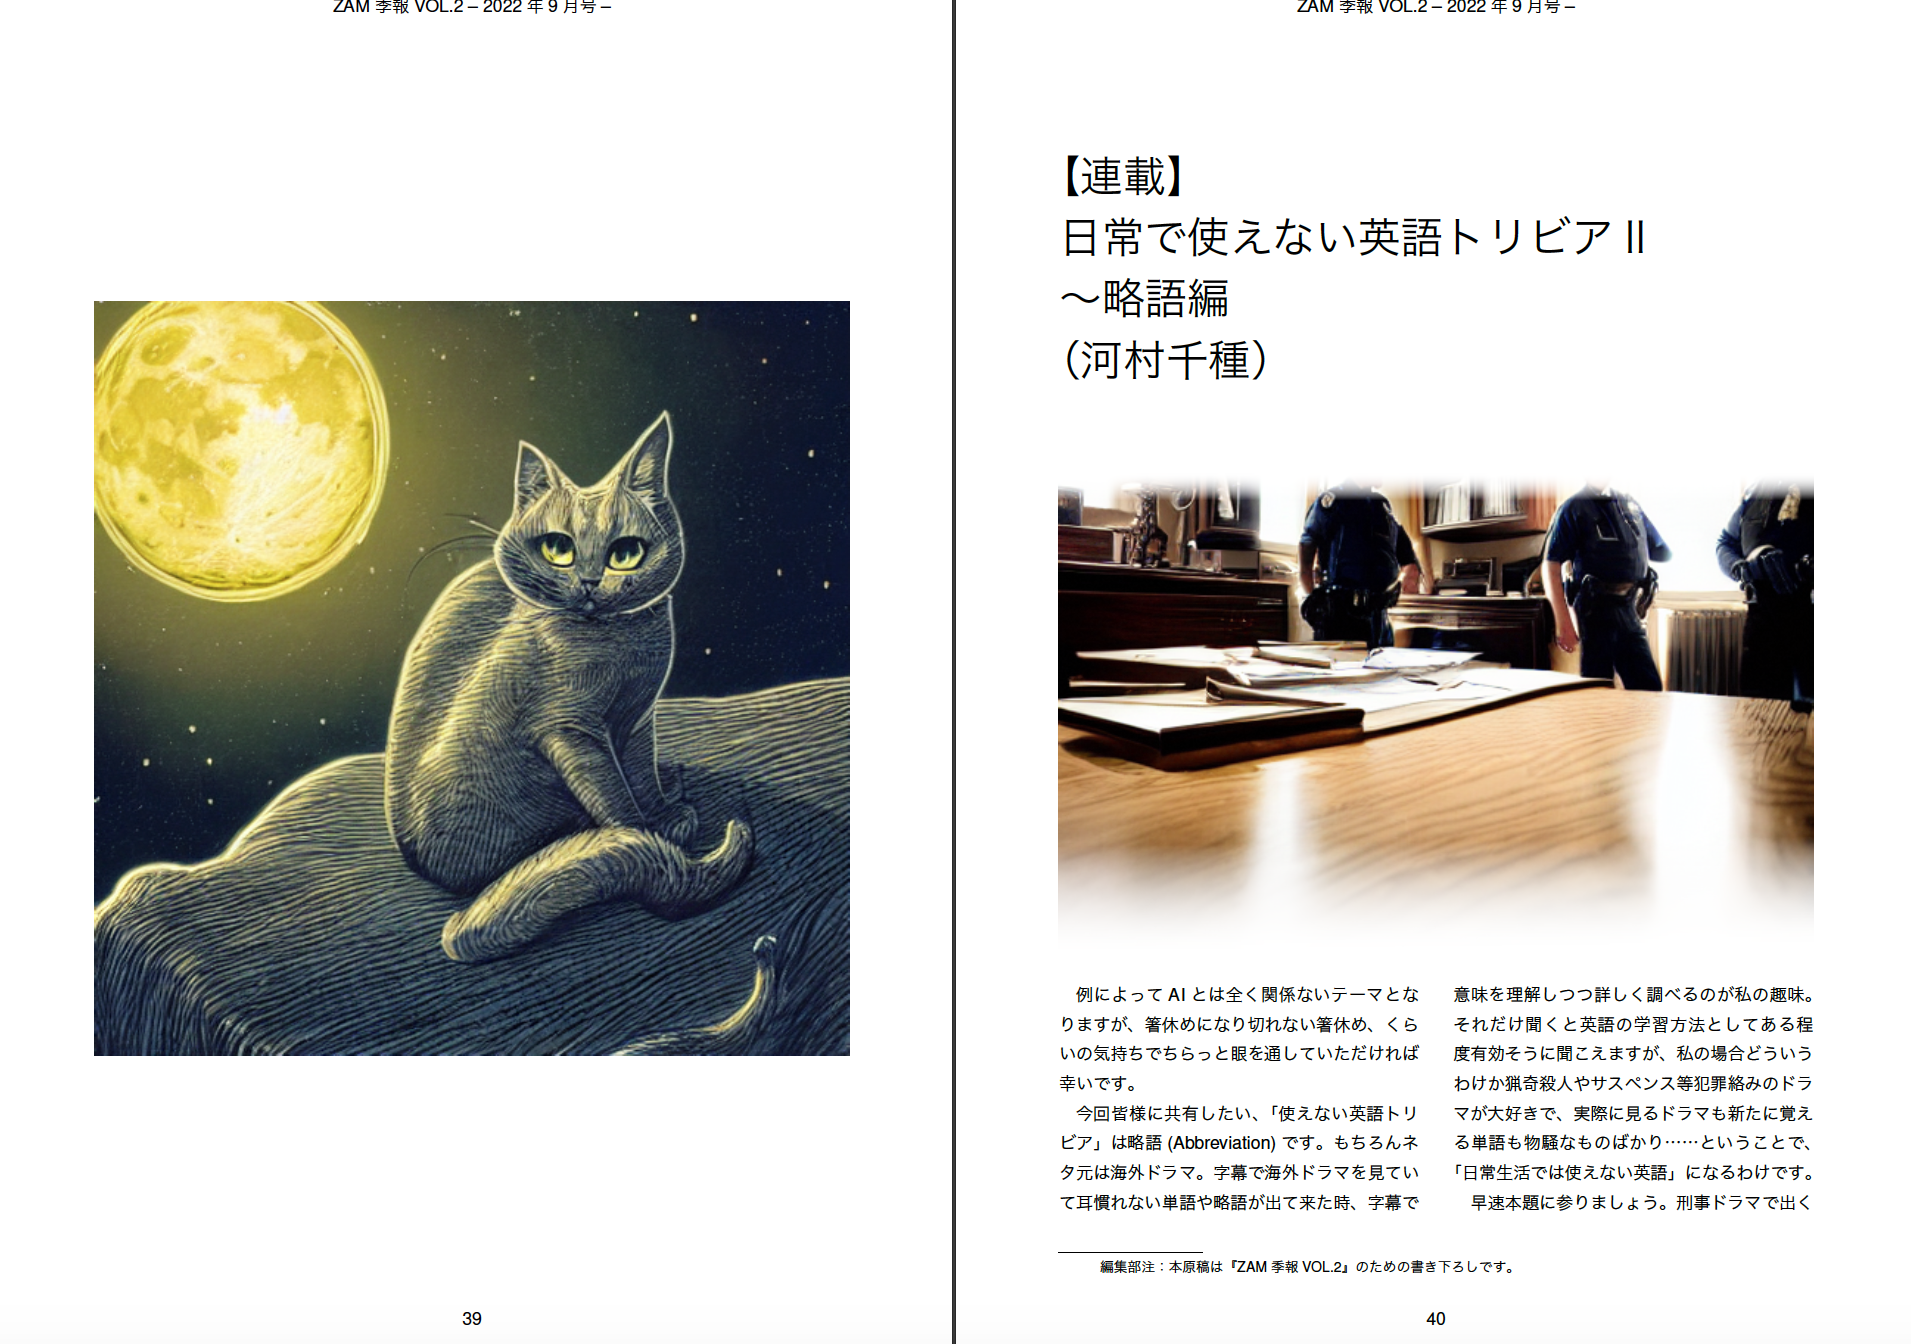 ZAM 季報 VOL.2 – 2022 年 9 月号 –
39
ZAM 季報 VOL.2 – 2022 年 9 月号 –
【連載】
日常で使えない英語トリビア II
～略語編
（河村千種）
例によって AI とは全く関係ないテーマとな
りますが、箸休めになり切れない箸休め、くら
いの気持ちでちらっと眼を通していただければ
幸いです。
今回皆様に共有したい、「使えない英語トリ
ビア」は略語 (Abbreviation) です。もちろんネ
タ元は海外ドラマ。字幕で海外ドラマを見てい
て耳慣れない単語や略語が出て来た時、字幕で
意味を理解しつつ詳しく調べるのが私の趣味。
それだけ聞くと英語の学習方法としてある程
度有効そうに聞こえますが、私の場合どういう
わけか猟奇殺人やサスペンス等犯罪絡みのドラ
マが大好きで、実際に見るドラマも新たに覚え
る単語も物騒なものばかり……ということで、
「日常生活では使えない英語」になるわけです。
早速本題に参りましょう。刑事ドラマで出く
編集部注：本原稿は『ZAM 季報 VOL.2』のための書き下ろしです。
40